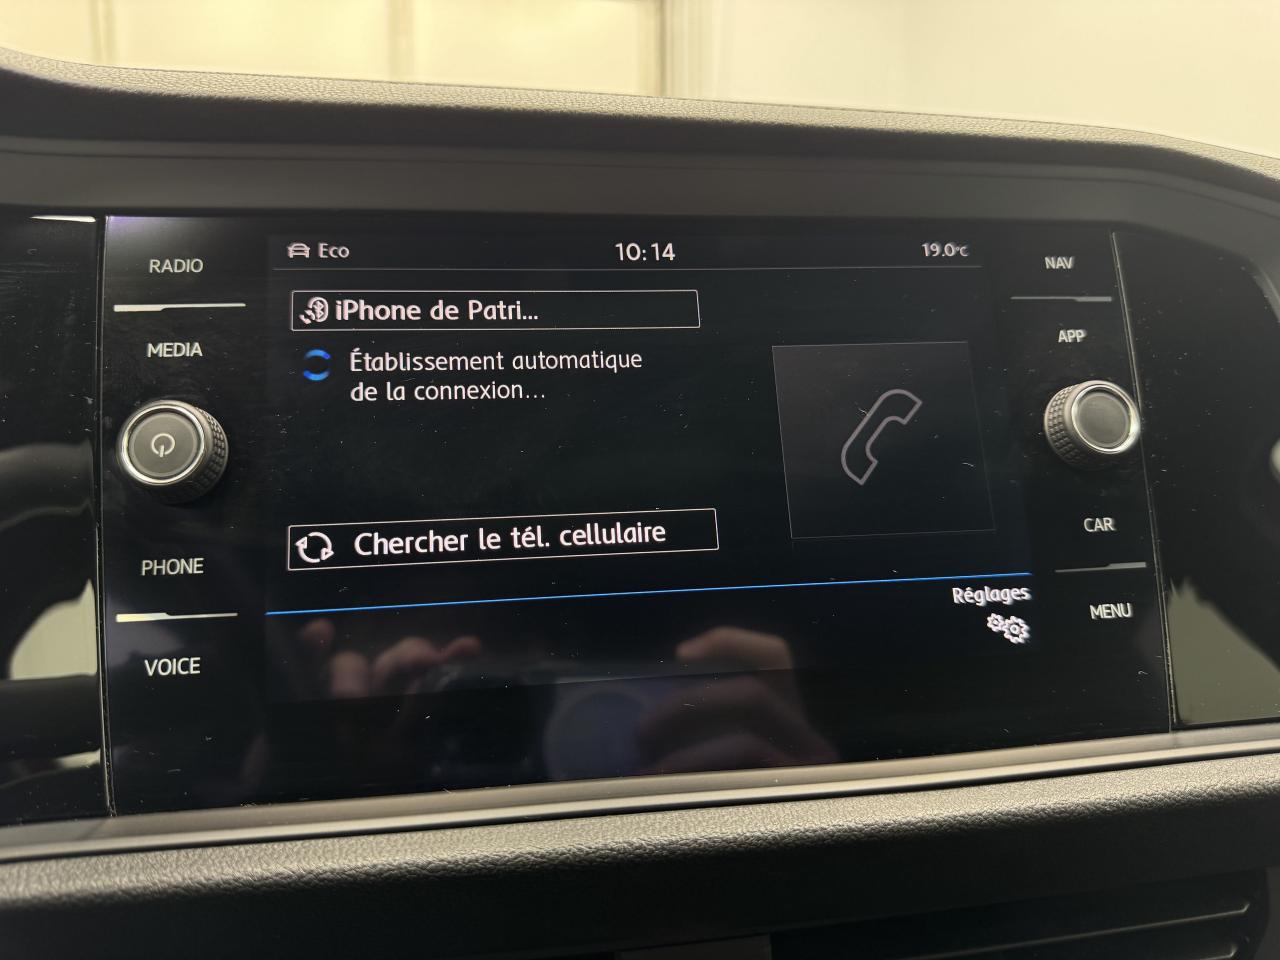 RADIO
MEDIA
PHONE
VOICE
Eco
10:14
19.0°C
iPhone de Patri...
Établissement automatique
de la connexion...
Chercher le tél. cellulaire
Réglages
NAV
APP
CAR
MENU